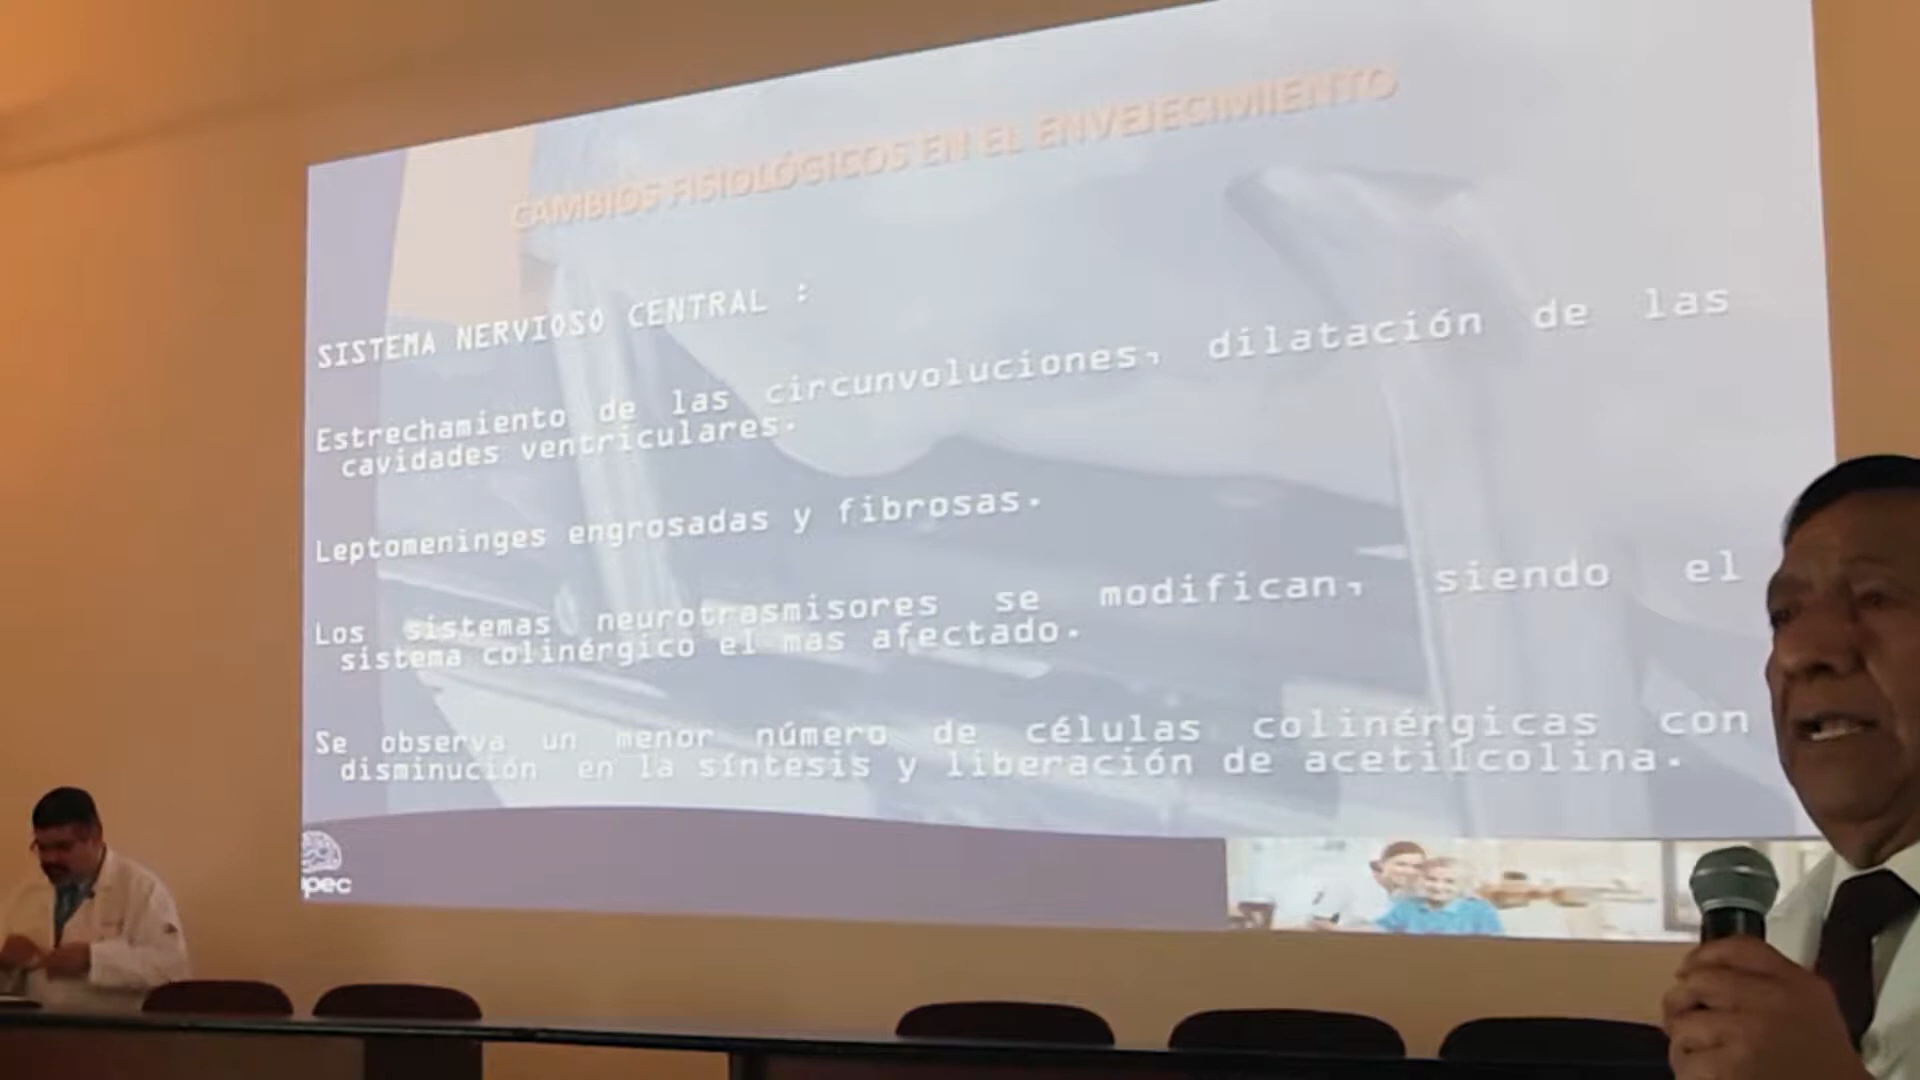 CAMBIOS FISIOLÓGICOS EN EL ENVEJECIMIENTO
SISTEMA NERVIOSO CENTRAL :
Estrechamiento de las circunvoluciones, dilatación de las
cavidades ventriculares.
Leptomeninges engrosadas y fibrosas.
Los sistemas neurotrasmisores se modifican, siendo el
sistema colinérgico el mas afectado.
Se observa un menor número de células colinérgicas con
disminución en la síntesis y liberación de acetilcolina.